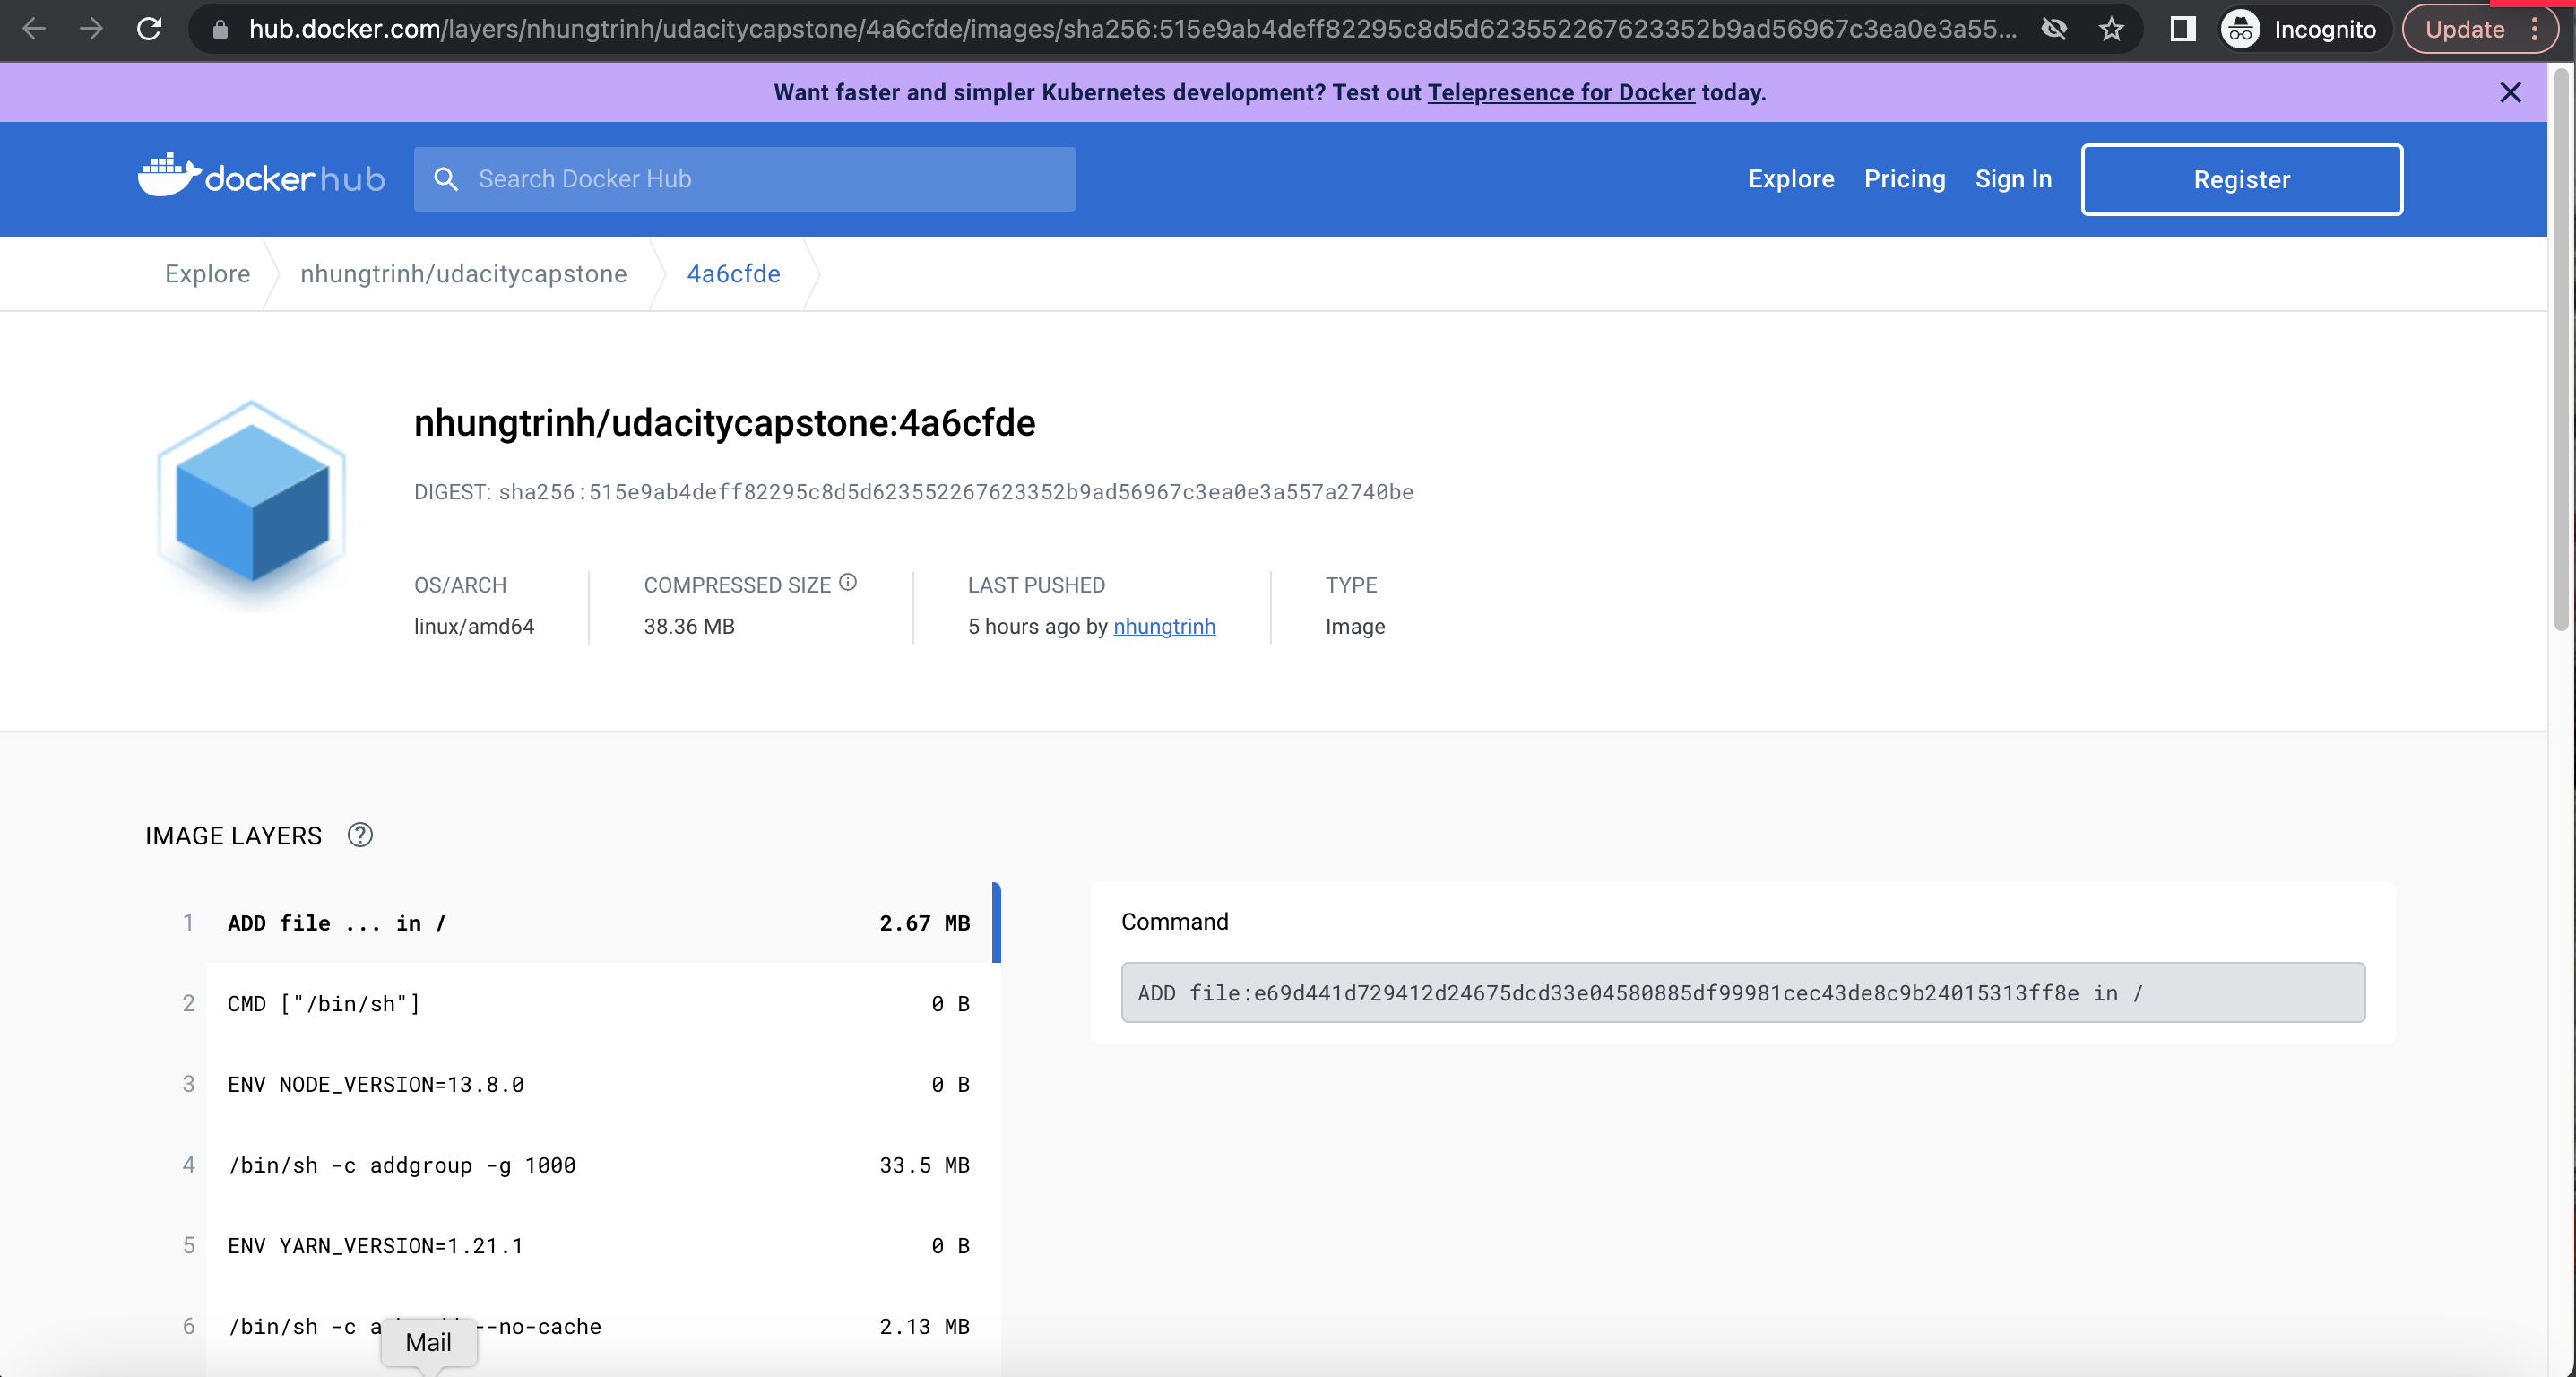 hub.docker.com/layers/nhungtrinh/udacitycapstone/4a6cfde/images/sha256:515e9ab4deff82295c8d5d623552267623352b9ad56967c3ea0e3a55...
Incognito
Update
Want faster and simpler Kubernetes development? Test out Telepresence for Docker today.
docker hub
Search Docker Hub
Explore
Pricing
Sign In
Register
Explore
nhungtrinh/udacitycapstone
4a6cfde
nhungtrinh/udacitycapstone:4a6cfde
DIGEST: sha256:515e9ab4deff82295c8d5d623552267623352b9ad56967c3ea0e3a557a2740be
OS/ARCH
linux/amd64
COMPRESSED SIZE
38.36 MB
LAST PUSHED
5 hours ago by nhungtrinh
TYPE
Image
IMAGE LAYERS
1 ADD file ... in / 2.67 MB
2 CMD ["/bin/sh"] 0 B
3 ENV NODE_VERSION=13.8.0 0 B
4 /bin/sh -c addgroup -g 1000 33.5 MB
5 ENV YARN_VERSION=1.21.1 0 B
6 /bin/sh -c --no-cache 2.13 MB
Command
ADD file:e69d441d729412d24675dcd33e04580885df99981cec43de8c9b24015313ff8e in /
Mail